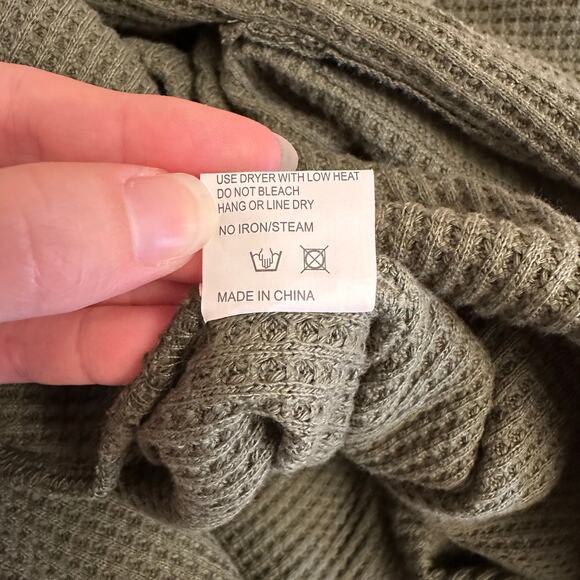 USE DRYER WITH LOW HEAT
DO NOT BLEACH
HANG OR LINE DRY
NO IRON/STEAM
MADE IN CHINA